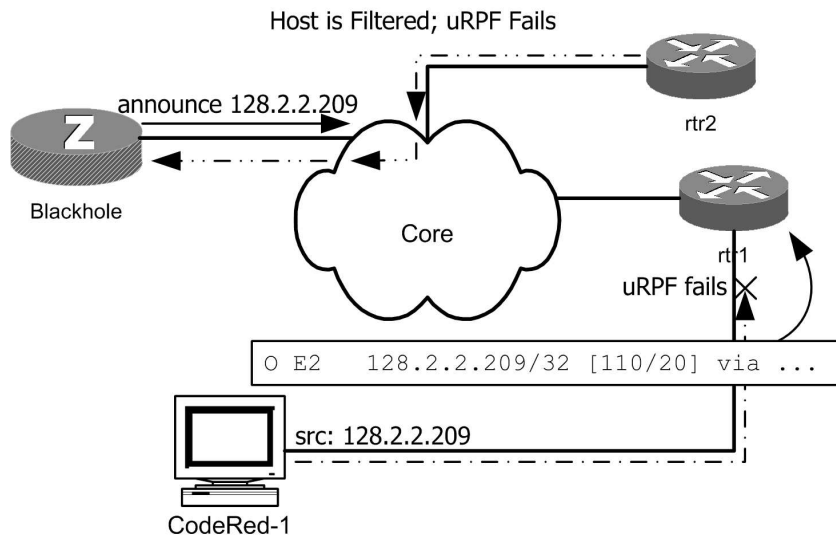 Host is Filtered; uRPF Fails
announce 128.2.2.209
Z
rtr2
Blackhole
Core
rtr1
uRPF fails
O E2 128.2.2.209/32 [110/20] via ...
src: 128.2.2.209
CodeRed-1